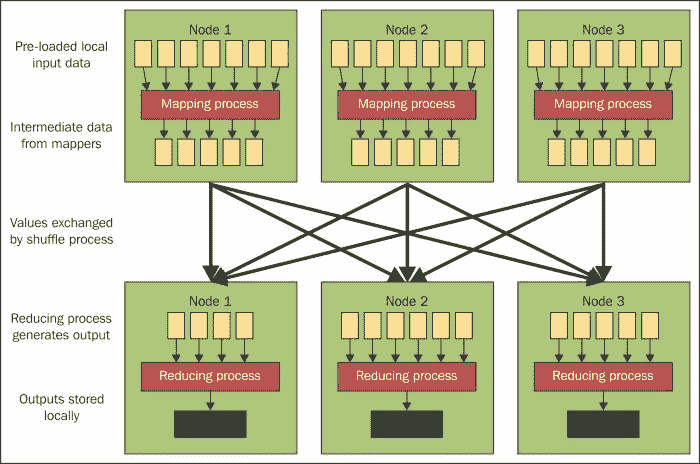 Node 1
Node 2
Node 3
Pre-loaded local
input data
Mapping process
Mapping process
Mapping process
Intermediate data
from mappers
Values exchanged
by shuffle process
Node 1
Node 2
Node 3
Reducing process
generates output
Reducing process
Reducing process
Reducing process
Outputs stored
locally